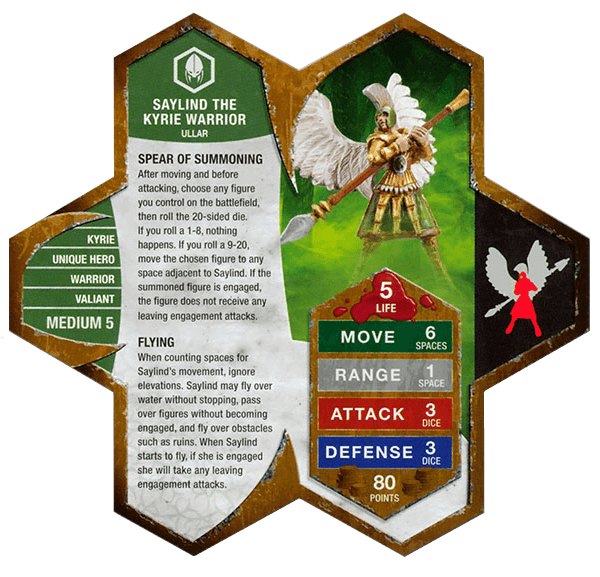 SAYLIND THE
KYRIE WARRIOR
ULLAR
SPEAR OF SUMMONING
After moving and before
attacking, choose any figure
you control on the battlefield,
then roll the 20-sided die.
If you roll a 1-8, nothing
happens. If you roll a 9-20,
move the chosen figure to any
space adjacent to Saylind. If the
summoned figure is engaged,
the figure does not receive any
leaving engagement attacks.
KYRIE
UNIQUE HERO
WARRIOR
VALIANT
MEDIUM 5
FLYING
When counting spaces for
Saylind's movement, ignore
elevations. Saylind may fly over
water without stopping, pass
over figures without becoming
engaged, and fly over obstacles
such as ruins. When Saylind
starts to fly, if she is engaged
she will take any leaving
engagement attacks.
5
LIFE
MOVE 6
SPACES
RANGE 1
SPACE
ATTACK 3
DICE
DEFENSE 3
DICE
80
POINTS